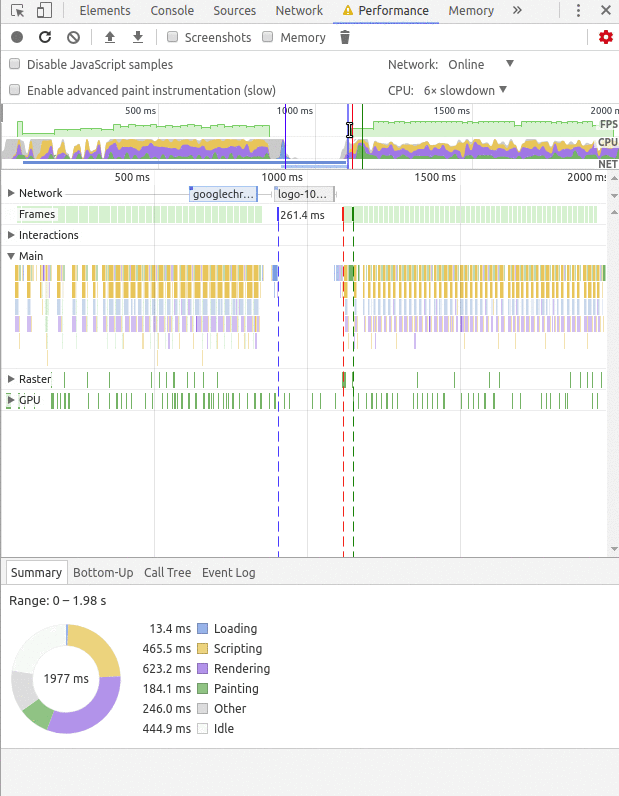 Elements Console Sources Network Performance Memory »
Screenshots Memory
Disable JavaScript samples Network: Online
Enable advanced paint instrumentation (slow) CPU: 6× slowdown
500 ms 1000 ms 1500 ms 2000 m
FPS
CPU
NET
500 ms 1000 ms 1500 ms 2000 ms
Network googlechr... logo-10...
Frames 261.4 ms
Interactions
Main
Raster
GPU
Summary Bottom-Up Call Tree Event Log
Range: 0 – 1.98 s
13.4 ms Loading
465.5 ms Scripting
623.2 ms Rendering
1977 ms
184.1 ms Painting
246.0 ms Other
444.9 ms Idle